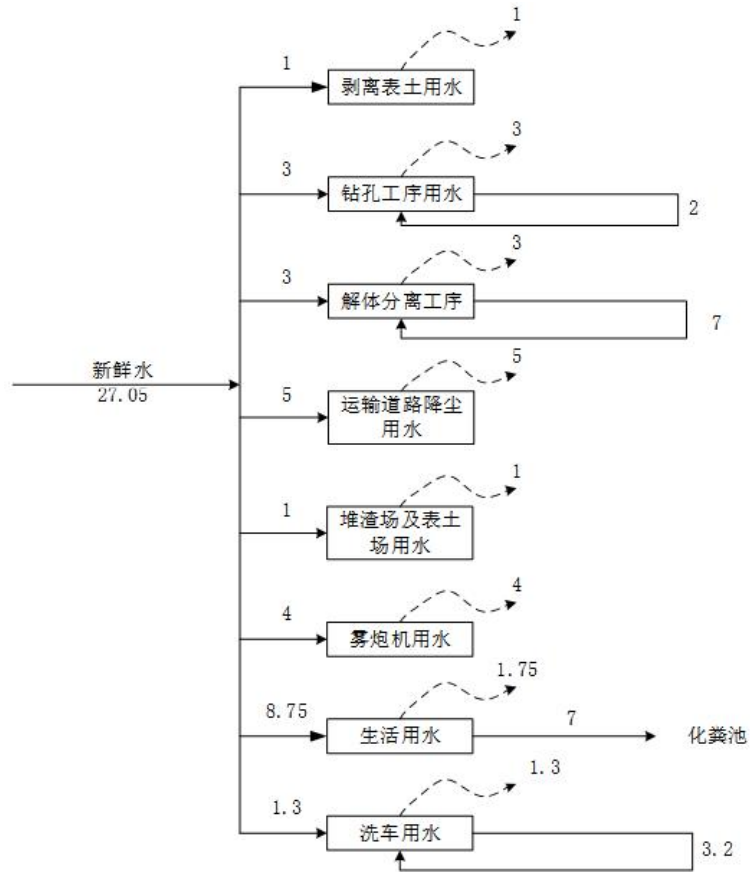 1
1
剥离表土用水
3
3
钻孔工序用水
2
3
3
解体分离工序
7
新鲜水
27.05
5
5
运输道路降尘
用水
1
1
堆渣场及表土
场用水
4
4
雾炮机用水
1.75
8.75
生活用水
7
化粪池
1.3
1.3
洗车用水
3.2